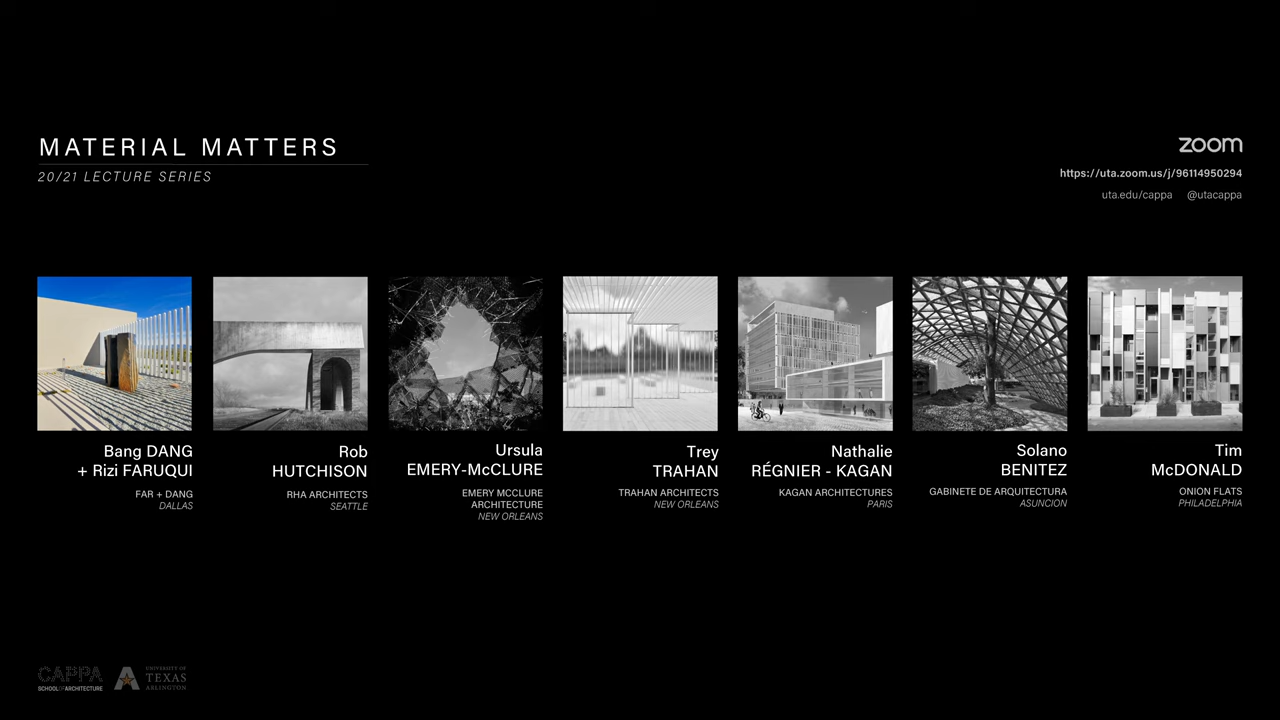 MATERIAL MATTERS
20/21 LECTURE SERIES
zoom
https://uta.zoom.us/j/96114950294
uta.edu/cappa @utacappa
Bang DANG
+ Rizi FARUQUI
FAR + DANG
DALLAS
Rob
HUTCHISON
RHA ARCHITECTS
SEATTLE
Ursula
EMERY-McCLURE
EMERY MCCLURE
ARCHITECTURE
NEW ORLEANS
Trey
TRAHAN
TRAHAN ARCHITECTS
NEW ORLEANS
Nathalie
RÉGNIER - KAGAN
KAGAN ARCHITECTURES
PARIS
Solano
BENITEZ
GABINETE DE ARQUITECTURA
ASUNCION
Tim
McDONALD
ONION FLATS
PHILADELPHIA
CAPPA
SCHOOL OF ARCHITECTURE
UNIVERSITY OF
TEXAS
ARLINGTON